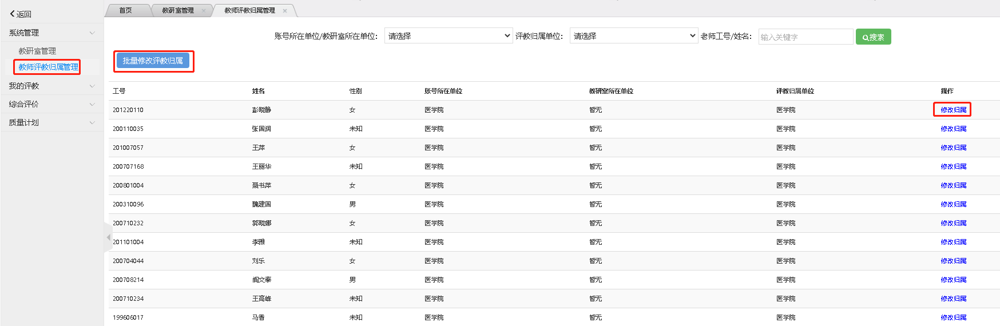 返回
系统管理
教研室管理
教师评教归属管理
我的评教
综合评价
质量计划
首页 教研室管理 × 教师评教归属管理 ×
账号所在单位/教研室所在单位: 请选择 评教归属单位: 请选择 老师工号/姓名: 输入关键字 搜索
批量修改评教归属
工号 姓名 性别 账号所在单位 教研室所在单位 评教归属单位 操作
201220110 彭晓静 女 医学院 暂无 医学院 修改归属
200110035 张国润 未知 医学院 暂无 医学院 修改归属
201007057 王萍 女 医学院 暂无 医学院 修改归属
200707168 王丽华 未知 医学院 暂无 医学院 修改归属
200801004 聂书萍 女 医学院 暂无 医学院 修改归属
200310096 魏建国 男 医学院 暂无 医学院 修改归属
200710232 郭晓娜 女 医学院 暂无 医学院 修改归属
201101004 李雅 未知 医学院 暂无 医学院 修改归属
200704044 刘乐 女 医学院 暂无 医学院 修改归属
200708214 阎文泰 男 医学院 暂无 医学院 修改归属
200710234 王高峰 未知 医学院 暂无 医学院 修改归属
199606017 马香 未知 医学院 暂无 医学院 修改归属